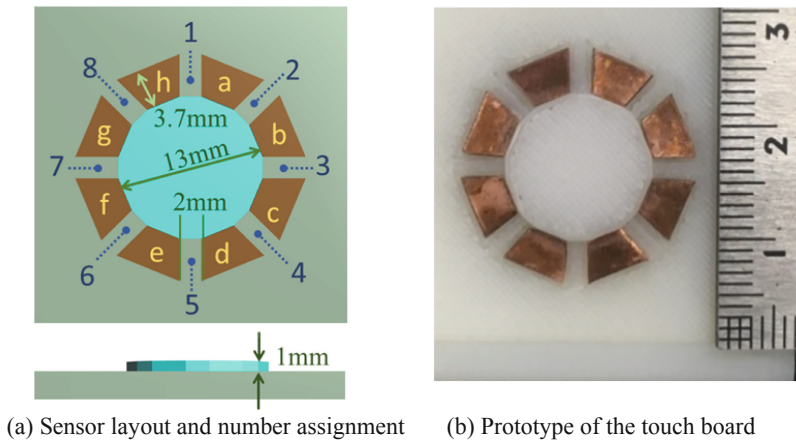 1
8
2
h
a
3.7mm
g
b
13mm
7
3
f
2mm
c
e
d
6
4
5
1mm
3
2
1
(a) Sensor layout and number assignment
(b) Prototype of the touch board